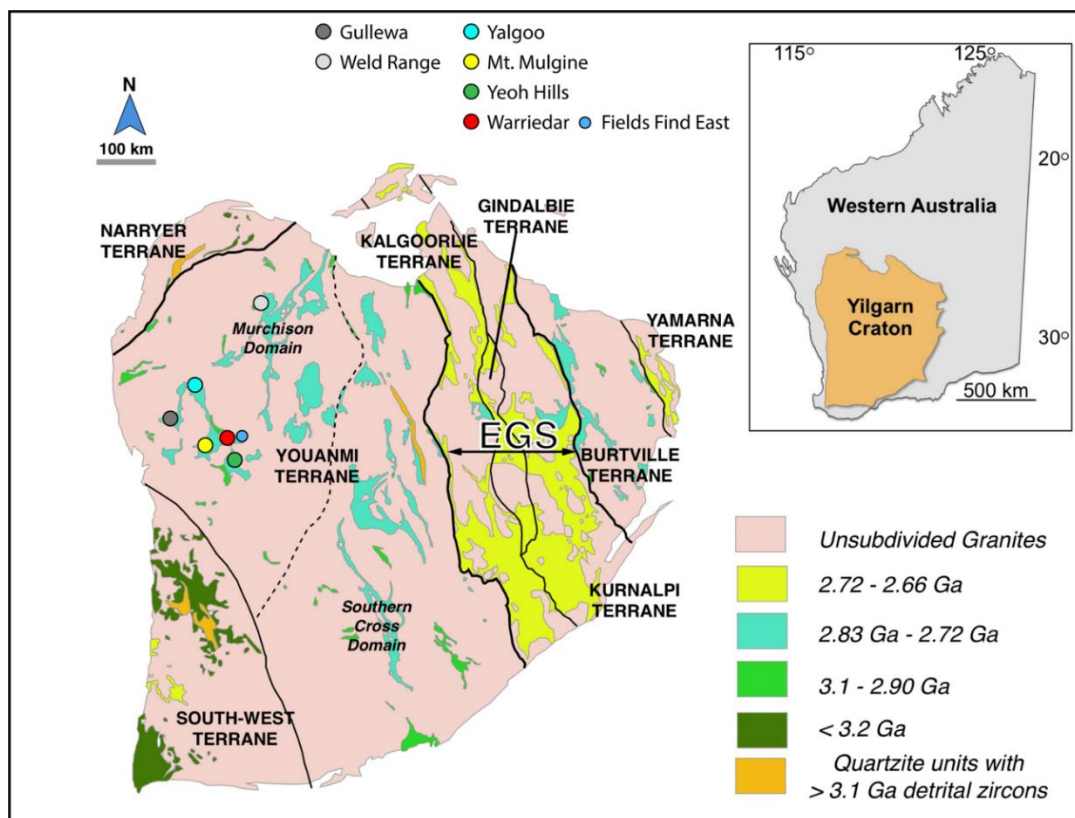 Gullewa
Weld Range
Yalgoo
Mt. Mulgine
Yeoh Hills
Warriedar
Fields Find East
N
100 km
NARRYER
TERRANE
KALGOORLIE
TERRANE
GINDALBIE
TERRANE
YAMARNA
TERRANE
Murchison
Domain
EGS
YOUANMI
TERRANE
BURTVILLE
TERRANE
KURNALPI
TERRANE
Southern
Cross
Domain
SOUTH-WEST
TERRANE
115°
125°
20°
Western Australia
Yilgarn
Craton
30°
500 km
Unsubdivided Granites
2.72 - 2.66 Ga
2.83 Ga - 2.72 Ga
3.1 - 2.90 Ga
< 3.2 Ga
Quartzite units with
> 3.1 Ga detrital zircons